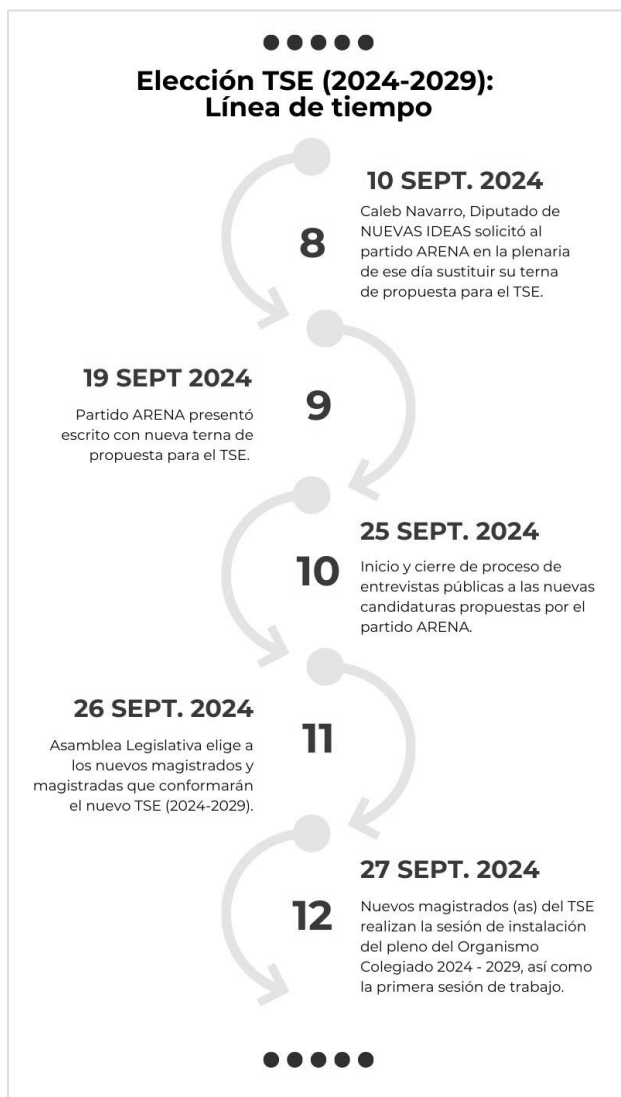 Elección TSE (2024-2029):
Línea de tiempo
10 SEPT. 2024
8
Caleb Navarro, Diputado de
NUEVAS IDEAS solicitó al
partido ARENA en la plenaria
de ese día sustituir su terna
de propuesta para el TSE.
19 SEPT 2024
9
Partido ARENA presentó
escrito con nueva terna de
propuesta para el TSE.
25 SEPT. 2024
10
Inicio y cierre de proceso de
entrevistas públicas a las nuevas
candidaturas propuestas por el
partido ARENA.
26 SEPT. 2024
11
Asamblea Legislativa elige a
los nuevos magistrados y
magistradas que conformarán
el nuevo TSE (2024-2029).
27 SEPT. 2024
12
Nuevos magistrados (as) del TSE
realizan la sesión de instalación
del pleno del Organismo
Colegiado 2024 - 2029, así como
la primera sesión de trabajo.